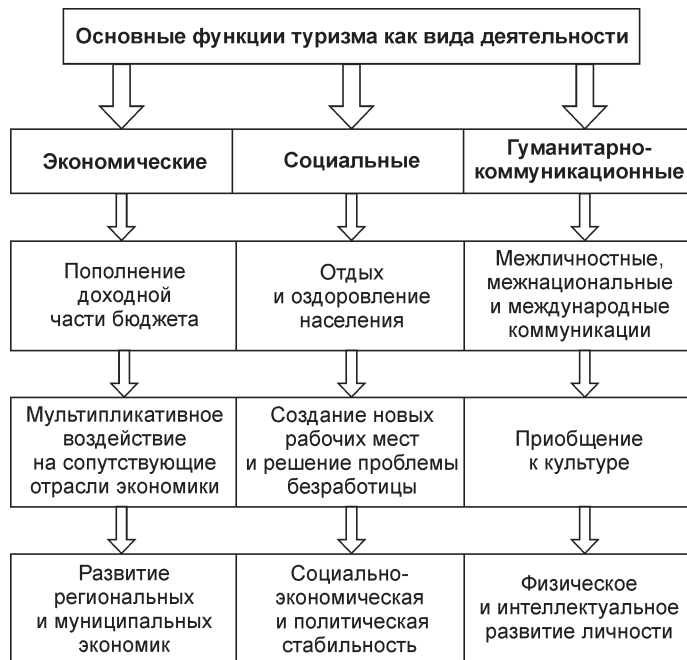 Основные функции туризма как вида деятельности
Экономические
Социальные
Гуманитарно-
коммуникационные
Пополнение
доходной
части бюджета
Отдых
и оздоровление
населения
Межличностные,
межнациональные
и международные
коммуникации
Мультипликативное
воздействие
на сопутствующие
отрасли экономики
Создание новых
рабочих мест
и решение проблемы
безработицы
Приобщение
к культуре
Развитие
региональных
и муниципальных
экономик
Социально-
экономическая
и политическая
стабильность
Физическое
и интеллектуальное
развитие личности